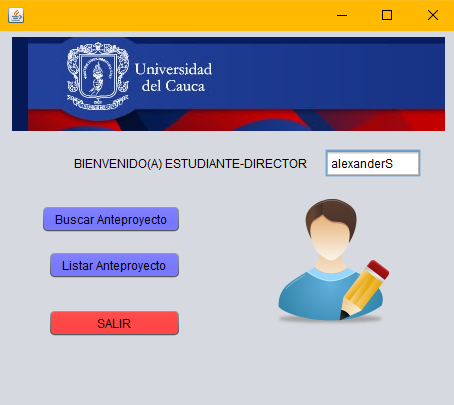 Universidad
del Cauca
BIENVENIDO(A) ESTUDIANTE-DIRECTOR
alexanderS
Buscar Anteproyecto
Listar Anteproyecto
SALIR